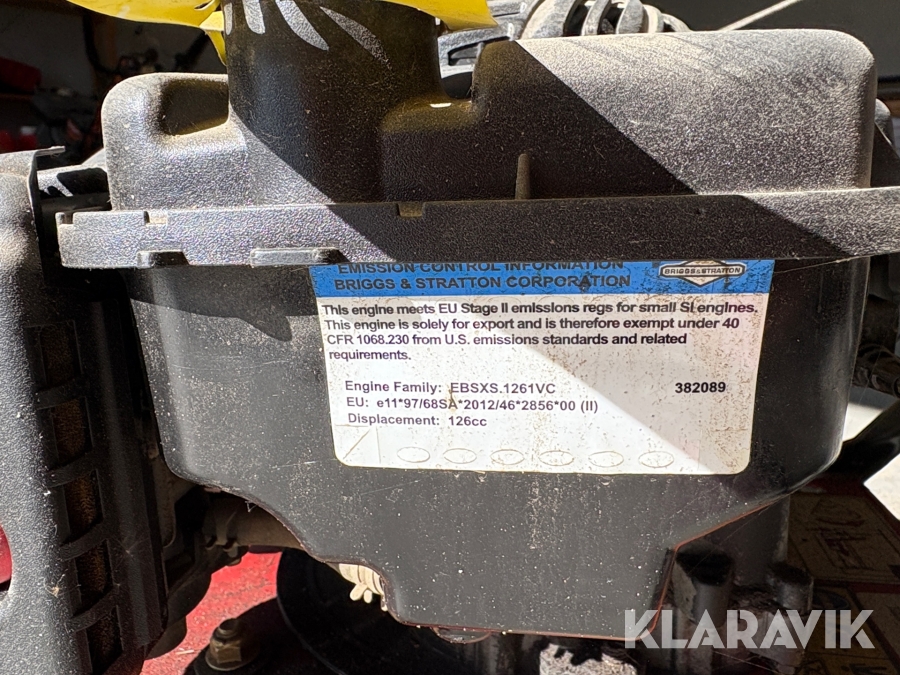 EMISSION CONTROL INFORMATION
BRIGGS & STRATTON CORPORATION
BRIGGS & STRATTON
This engine meets EU Stage II emissions regs for small SI engines.
This engine is solely for export and is therefore exempt under 40
CFR 1068.230 from U.S. emissions standards and related
requirements.
Engine Family: EBSXS.1261VC
382089
EU: e11*97/68SA*2012/46*2856*00 (II)
Displacement: 126cc
KLARAVIK